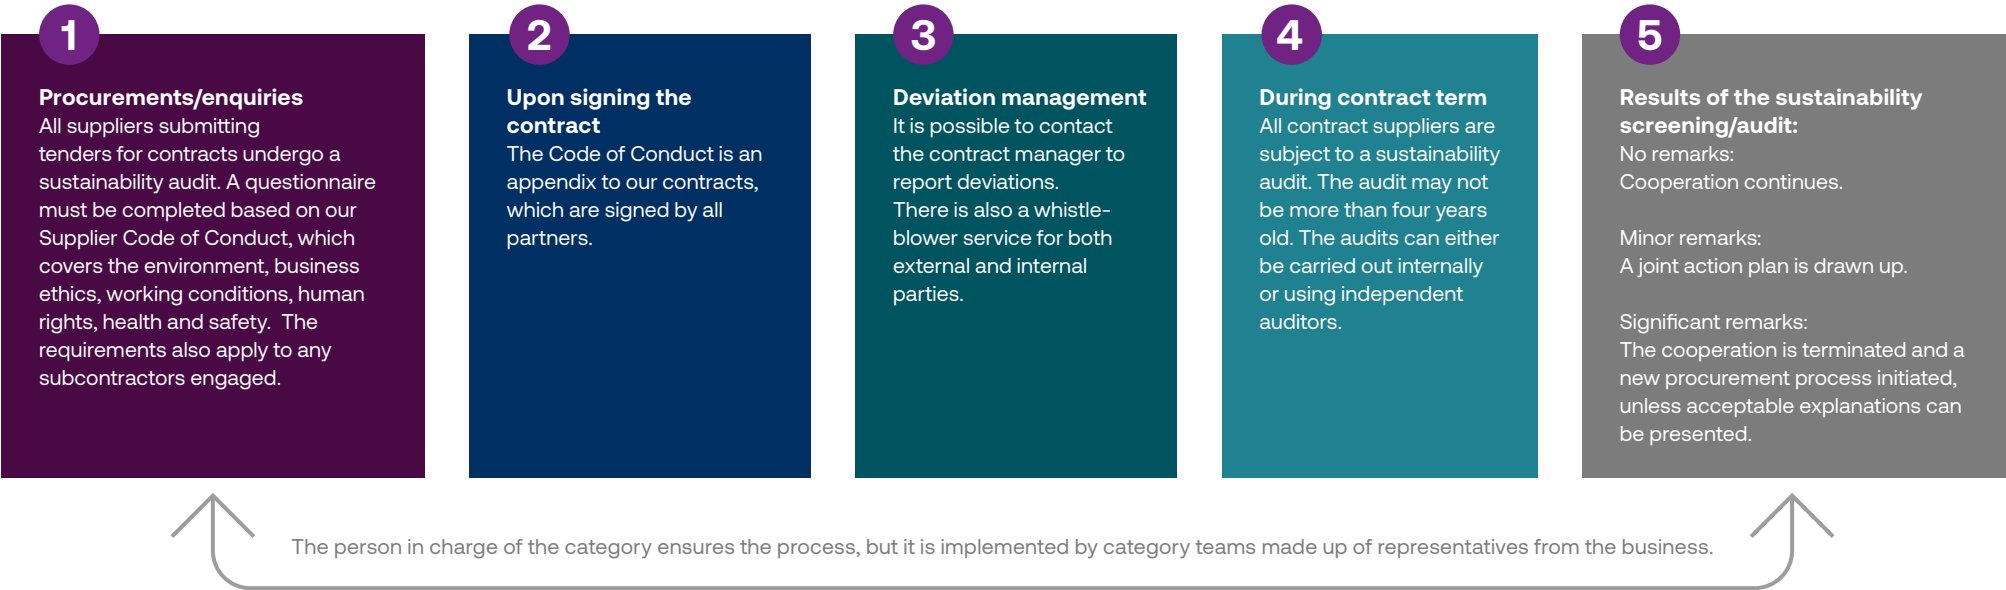 1
Procurements/enquiries
All suppliers submitting
tenders for contracts undergo a
sustainability audit. A questionnaire
must be completed based on our
Supplier Code of Conduct, which
covers the environment, business
ethics, working conditions, human
rights, health and safety.  The
requirements also apply to any
subcontractors engaged.
2
Upon signing the
contract
The Code of Conduct is an
appendix to our contracts,
which are signed by all
partners.
3
Deviation management
It is possible to contact
the contract manager to
report deviations.
There is also a whistle-
blower service for both
external and internal
parties.
4
During contract term
All contract suppliers are
subject to a sustainability
audit. The audit may not
be more than four years
old. The audits can either
be carried out internally
or using independent
auditors.
5
Results of the sustainability
screening/audit:
No remarks:
Cooperation continues.
Minor remarks:
A joint action plan is drawn up.
Significant remarks:
The cooperation is terminated and a
new procurement process initiated,
unless acceptable explanations can
be presented.
The person in charge of the category ensures the process, but it is implemented by category teams made up of representatives from the business.